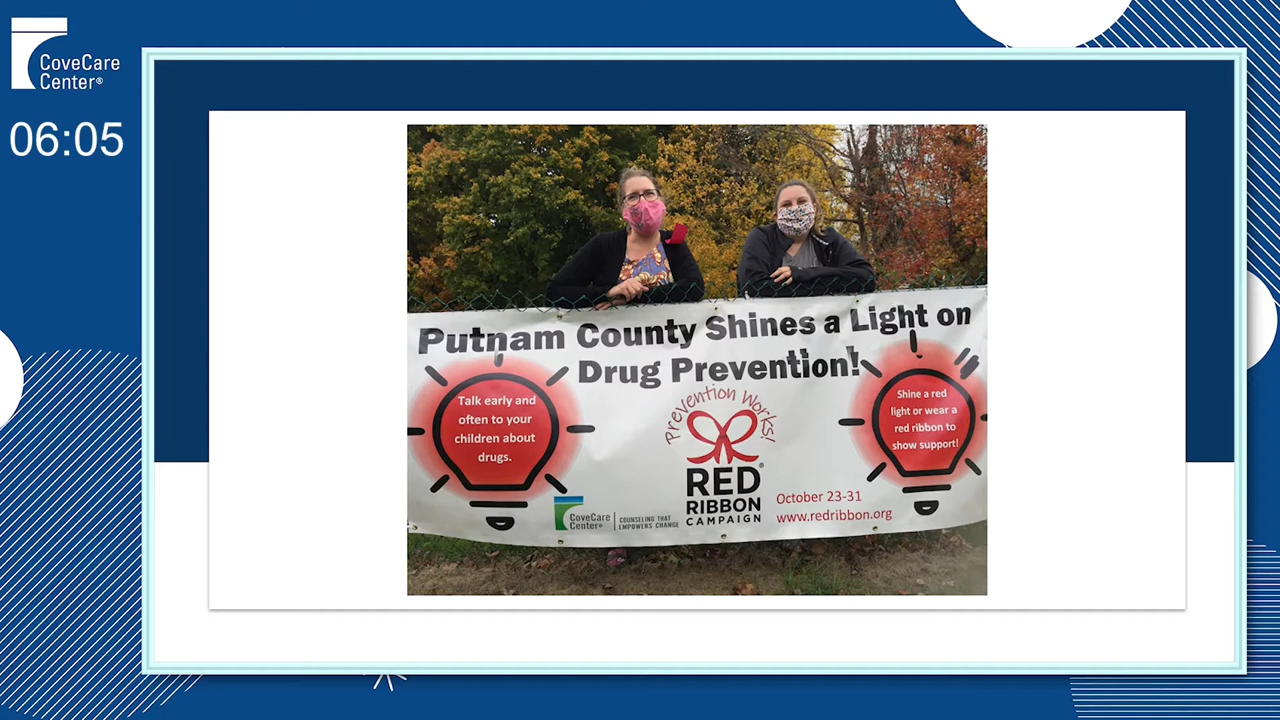 CoveCare
Center®
06:05
Putnam County Shines a Light on
Drug Prevention!
Talk early and
often to your
children about
drugs.
Prevention Works!
RED
RIBBON®
CAMPAIGN
CoveCare
Center®
COUNSELING THAT
EMPOWERS CHANGE
October 23-31
www.redribbon.org
Shine a red
light or wear a
red ribbon to
show support!